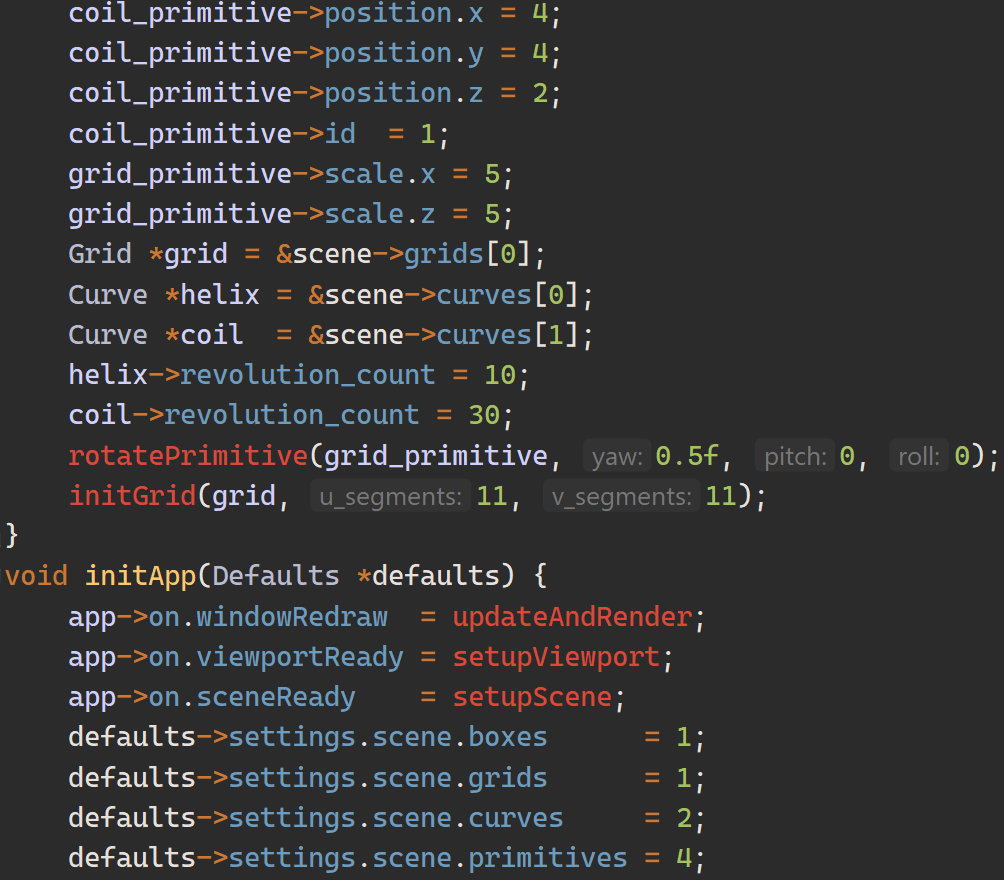 coil_primitive->position.x = 4;
coil_primitive->position.y = 4;
coil_primitive->position.z = 2;
coil_primitive->id  = 1;
grid_primitive->scale.x = 5;
grid_primitive->scale.z = 5;
Grid *grid = &scene->grids[0];
Curve *helix = &scene->curves[0];
Curve *coil  = &scene->curves[1];
helix->revolution_count = 10;
coil->revolution_count = 30;
rotatePrimitive(grid_primitive, yaw: 0.5f, pitch: 0, roll: 0);
initGrid(grid, u_segments: 11, v_segments: 11);
}
void initApp(Defaults *defaults) {
app->on.windowRedraw  = updateAndRender;
app->on.viewportReady = setupViewport;
app->on.sceneReady    = setupScene;
defaults->settings.scene.boxes      = 1;
defaults->settings.scene.grids      = 1;
defaults->settings.scene.curves     = 2;
defaults->settings.scene.primitives = 4;